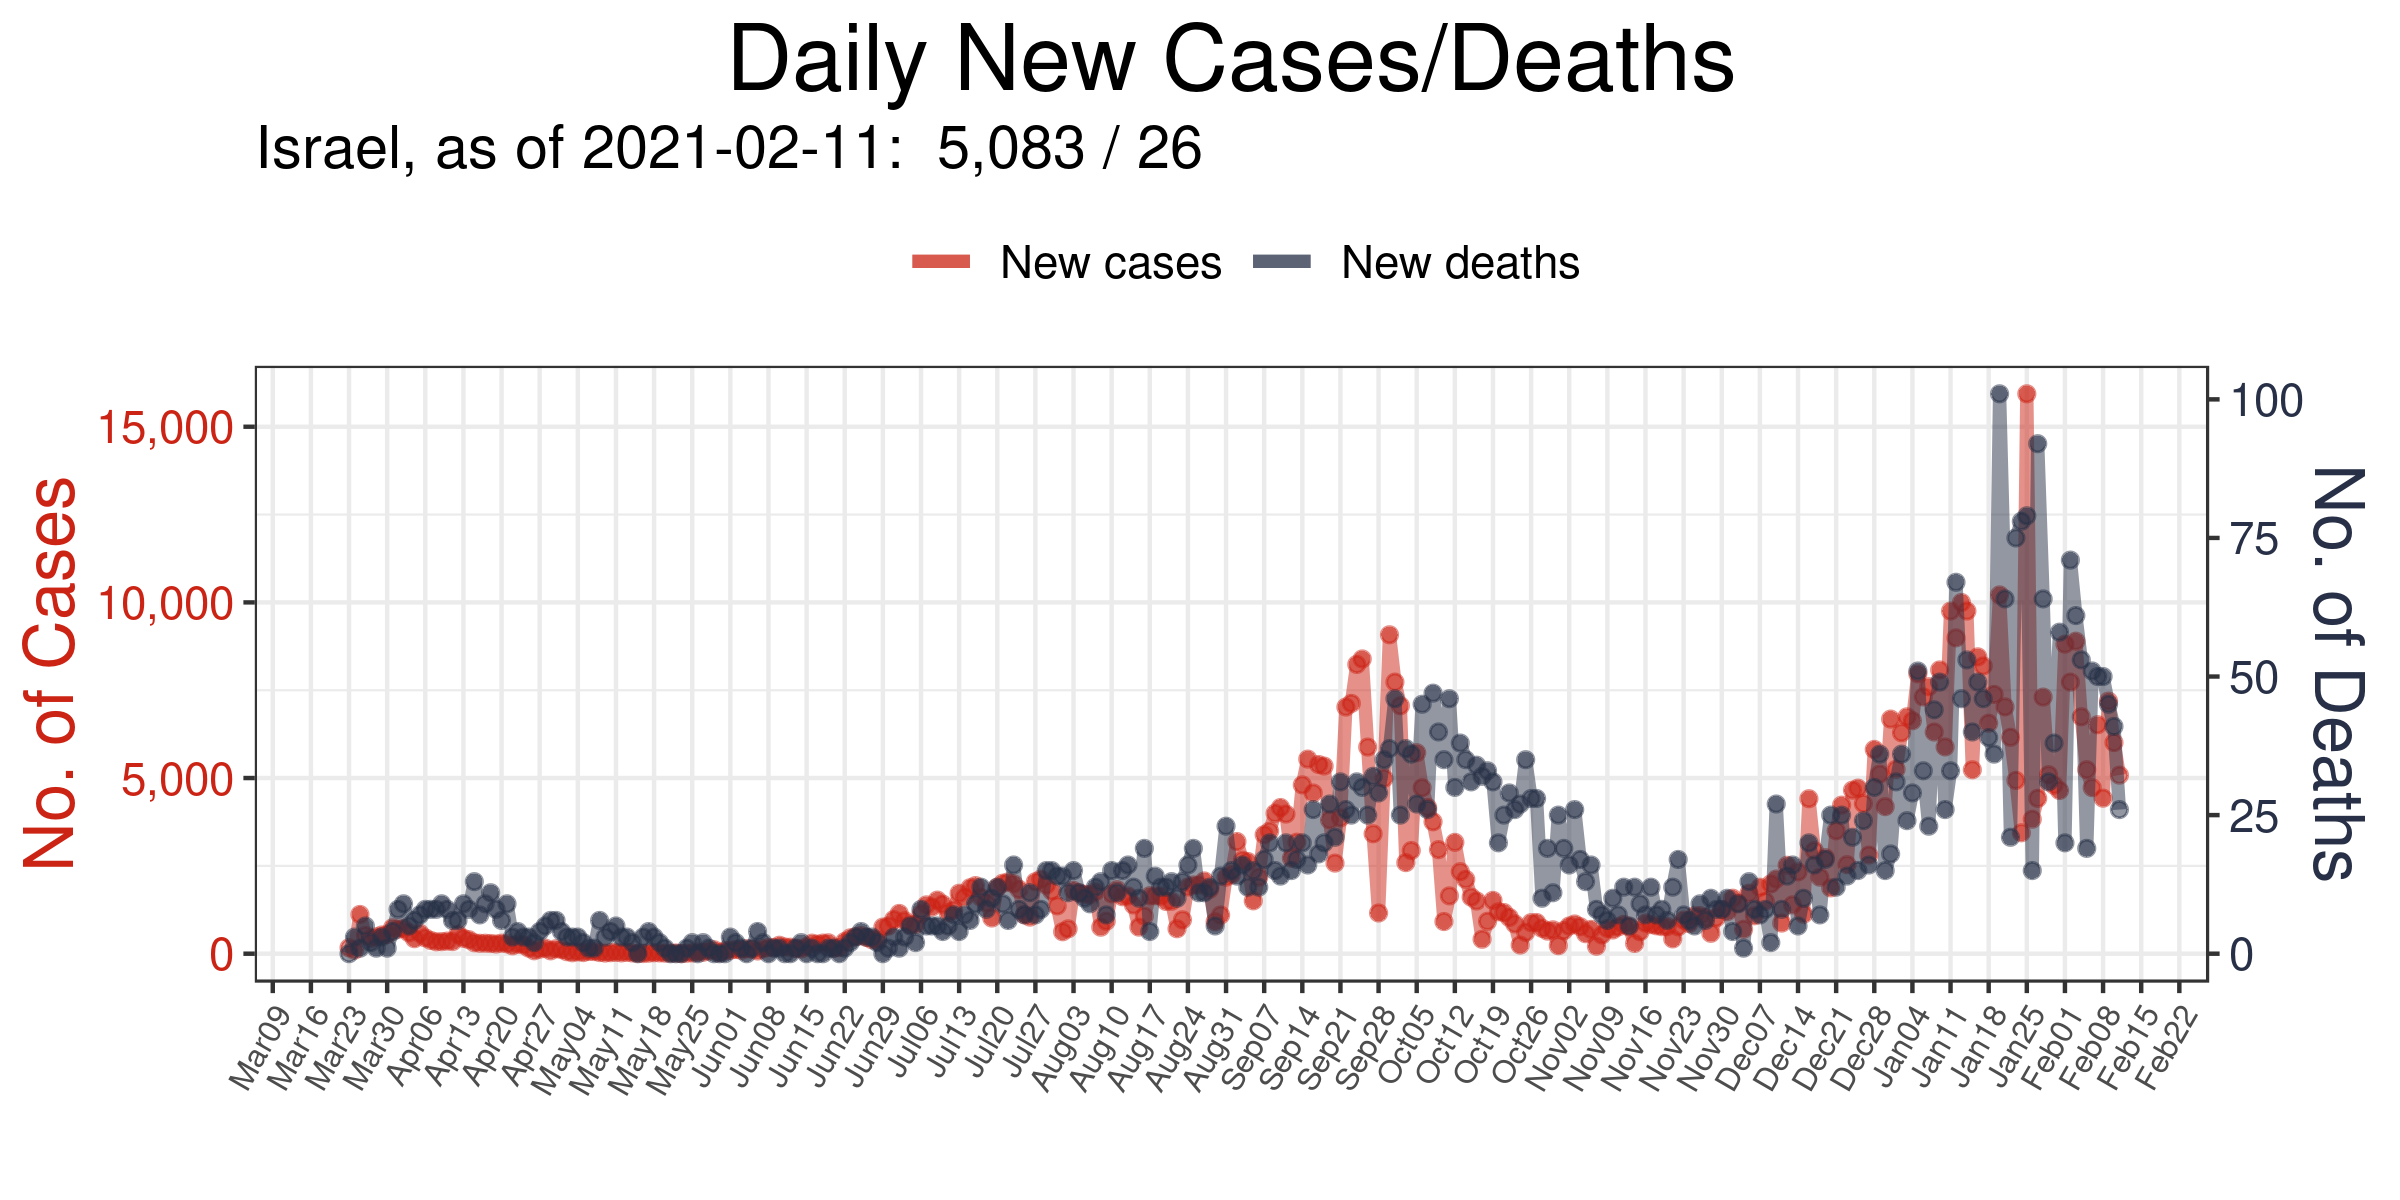 Daily New Cases/Deaths
Israel, as of 2021-02-11:  5,083 / 26
New cases
New deaths
No. of Cases
15,000
10,000
5,000
0
100
75
50
25
0
No. of Deaths
Mar09
Mar16
Mar23
Mar30
Apr06
Apr13
Apr20
Apr27
May04
May11
May18
May25
Jun01
Jun08
Jun15
Jun22
Jun29
Jul06
Jul13
Jul20
Jul27
Aug03
Aug10
Aug17
Aug24
Aug31
Sep07
Sep14
Sep21
Sep28
Oct05
Oct12
Oct19
Oct26
Nov02
Nov09
Nov16
Nov23
Nov30
Dec07
Dec14
Dec21
Dec28
Jan04
Jan11
Jan18
Jan25
Feb01
Feb08
Feb15
Feb22